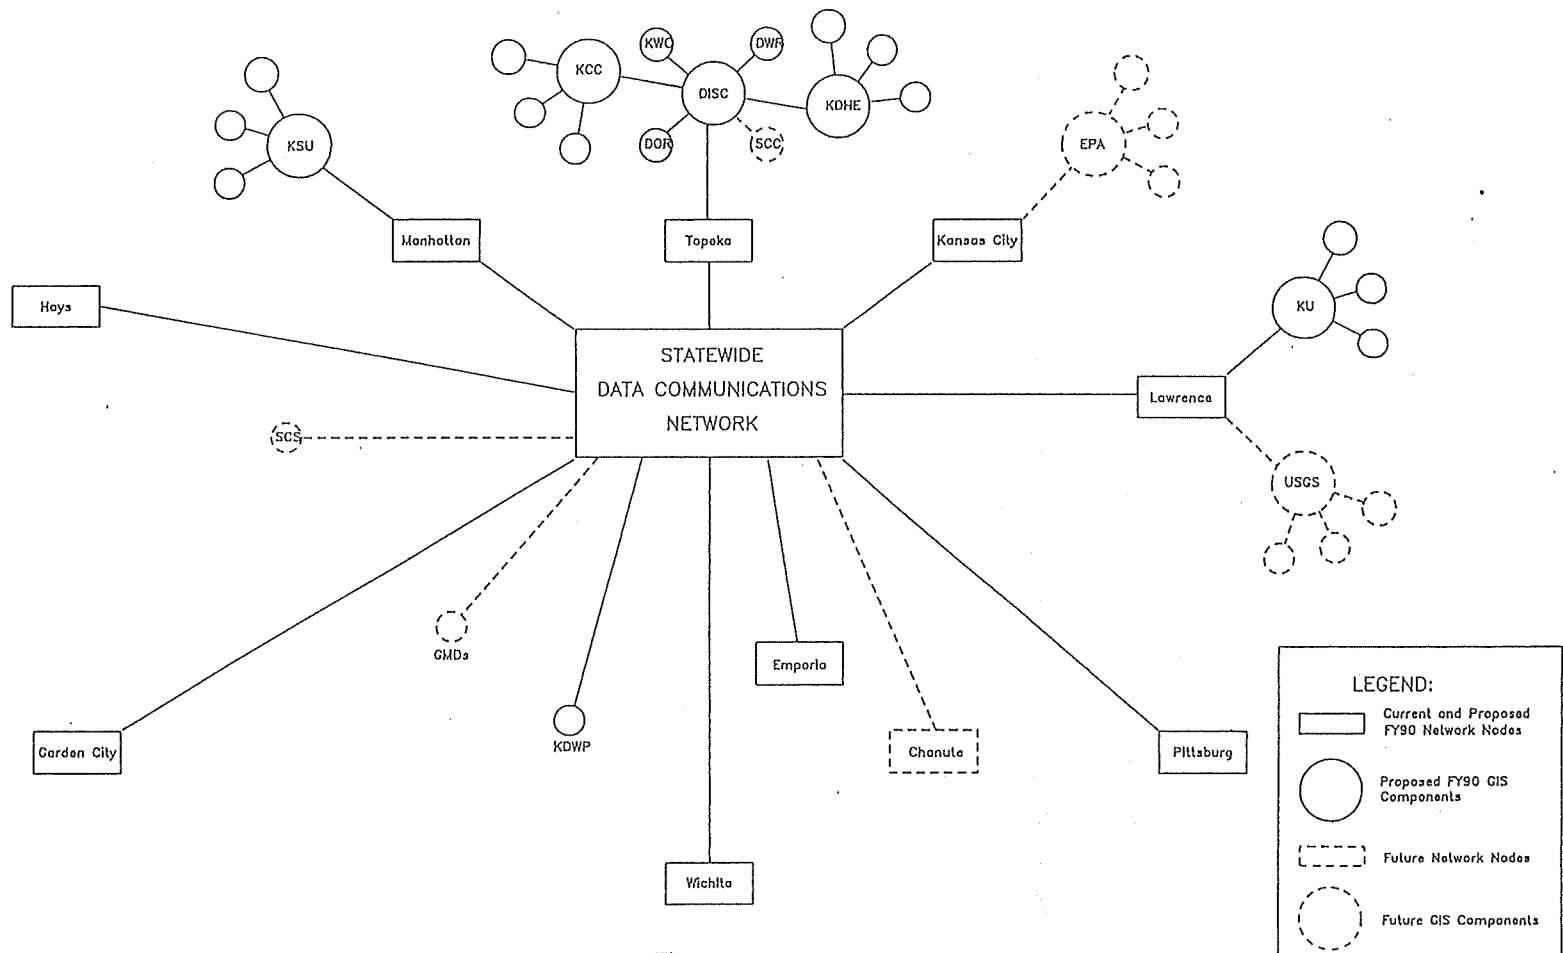 KWO
DWR
KCC
DISC
KDHE
DOR
SCC
KSU
EPA
Manhattan
Topeka
Kansas City
Hays
KU
STATEWIDE
DATA COMMUNICATIONS
NETWORK
Lawrence
SCS
USGS
GMDs
KDWP
Emporia
Garden City
Chanute
Pittsburg
Wichita
LEGEND:
Current and Proposed
FY90 Network Nodes
Proposed FY90 GIS
Components
Future Network Nodes
Future GIS Components